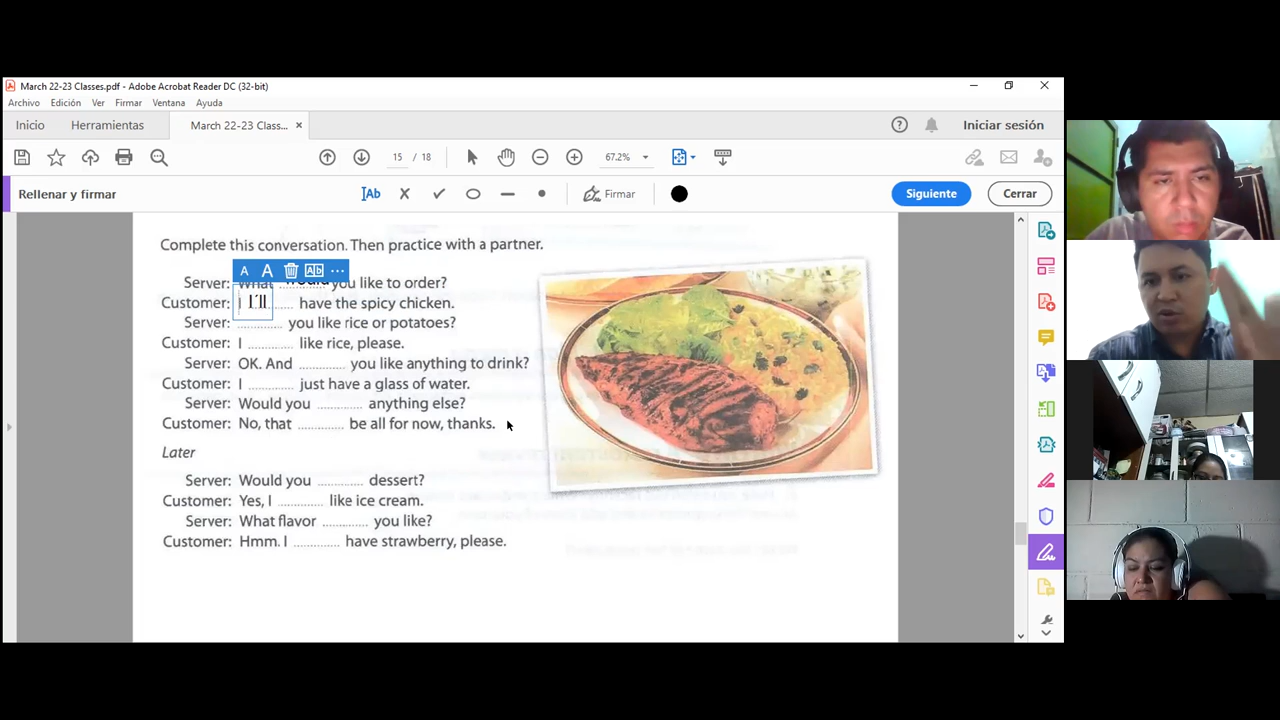 March 22-23 Classes.pdf - Adobe Acrobat Reader DC (32-bit)
Archivo Edición Ver Firmar Ventana Ayuda
Inicio Herramientas March 22-23 Class... × Iniciar sesión
15 / 18 67.2%
Rellenar y firmar Ab Firmar Siguiente Cerrar
Complete this conversation. Then practice with a partner.
A A Ab ...
Server: What would you like to order?
Customer: I I´ll have the spicy chicken.
Server: ............ you like rice or potatoes?
Customer: I ............ like rice, please.
Server: OK. And ............ you like anything to drink?
Customer: I ............ just have a glass of water.
Server: Would you ............ anything else?
Customer: No, that ............ be all for now, thanks.
Later
Server: Would you ............ dessert?
Customer: Yes, I ............ like ice cream.
Server: What flavor ............ you like?
Customer: Hmm. I ............ have strawberry, please.